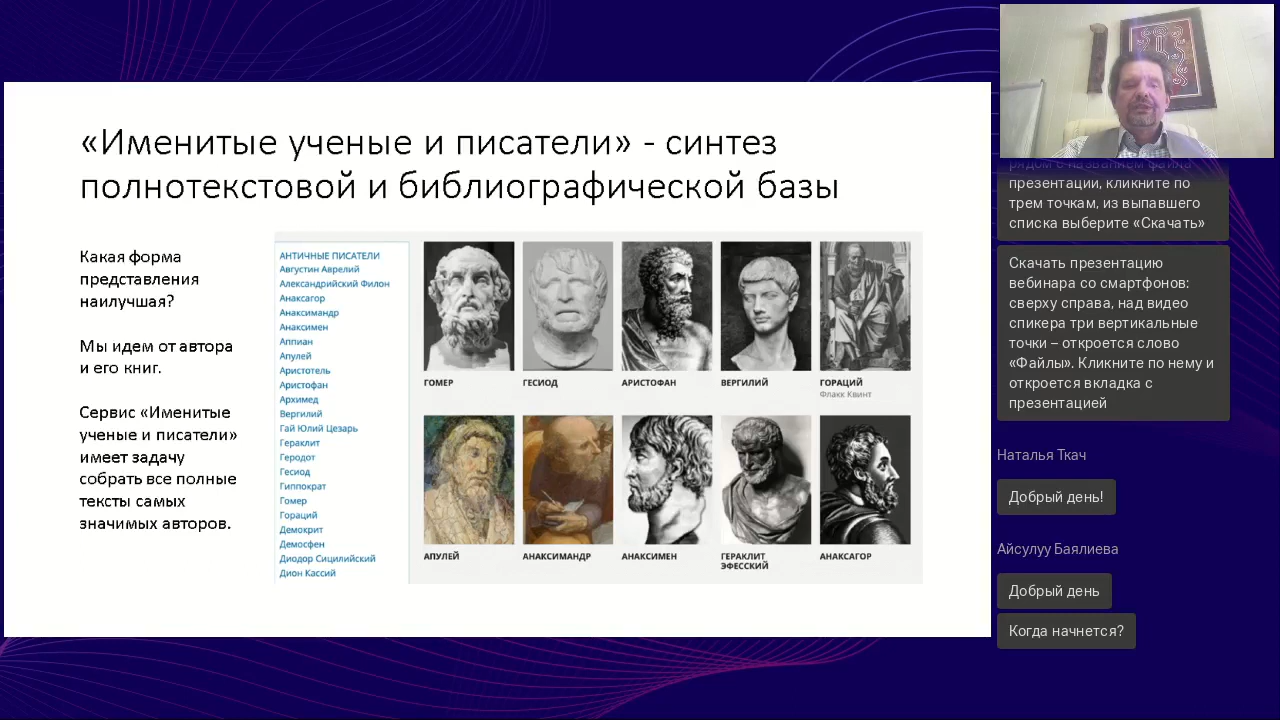 «Именитые ученые и писатели» - синтез
полнотекстовой и библиографической базы
Какая форма
представления
наилучшая?
Мы идем от автора
и его книг.
Сервис «Именитые
ученые и писатели»
имеет задачу
собрать все полные
тексты самых
значимых авторов.
АНТИЧНЫЕ ПИСАТЕЛИ
Августин Аврелий
Александрийский Филон
Анаксагор
Анаксимандр
Анаксимен
Аппиан
Апулей
Аристотель
Аристофан
Архимед
Вергилий
Гай Юлий Цезарь
Гераклит
Геродот
Гесиод
Гиппократ
Гомер
Гораций
Демокрит
Демосфен
Диодор Сицилийский
Дион Кассий
ГОМЕР
ГЕСИОД
АРИСТОФАН
ВЕРГИЛИЙ
ГОРАЦИЙ
Флакк Квинт
АПУЛЕЙ
АНАКСИМАНДР
АНАКСИМЕН
ГЕРАКЛИТ
ЭФЕССКИЙ
АНАКСАГОР
рядом с названием файла
презентации, кликните по
трем точкам, из выпавшего
списка выберите «Скачать»
Скачать презентацию
вебинара со смартфонов:
сверху справа, над видео
спикера три вертикальные
точки – откроется слово
«Файлы». Кликните по нему и
откроется вкладка с
презентацией
Наталья Ткач
Добрый день!
Айсулуу Баялиева
Добрый день
Когда начнется?